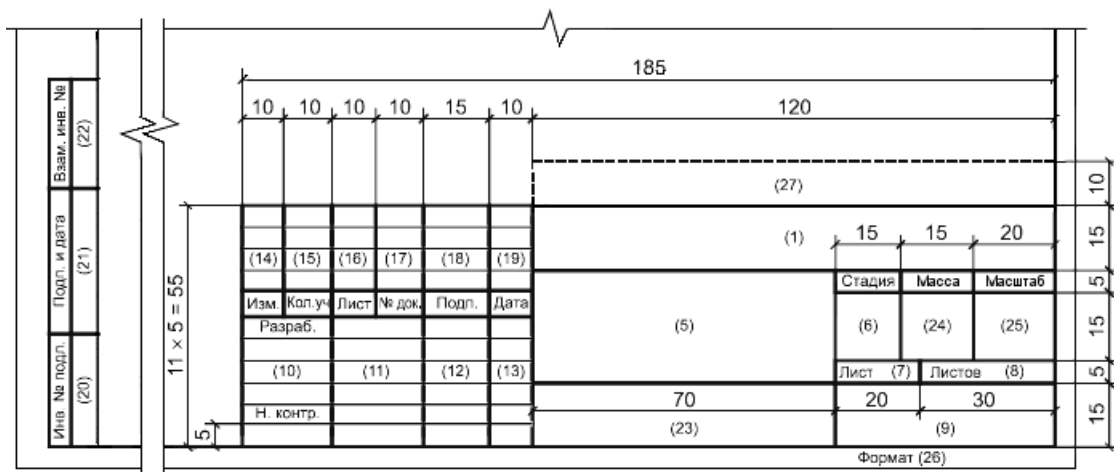 185
10 10 10 10 15 10 120
Взам. инв. №
(22)
Подп. и дата
(21)
Инв. № подл.
(20)
(27)
10
(1)
15 15 20
15
(14) (15) (16) (17) (18) (19)
Изм. Кол.уч Лист № док. Подп. Дата
Стадия Масса Масштаб
5
Разраб.
(5)
(6) (24) (25)
15
11 × 5 = 55
(10) (11) (12) (13)
Лист (7) Листов (8)
5
Н. контр.
70 20 30
5
(23) (9)
15
Формат (26)